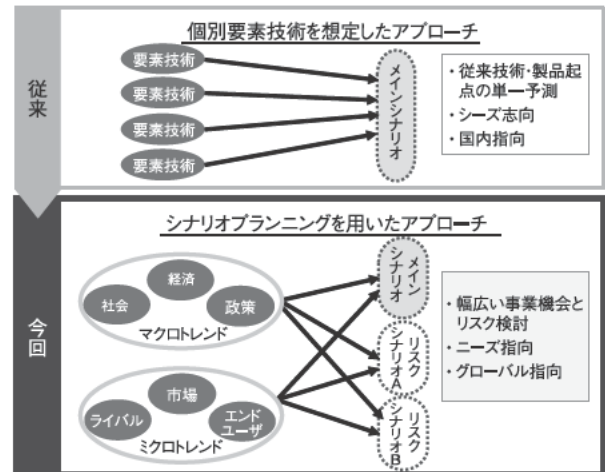 従来
個別要素技術を想定したアプローチ
要素技術
要素技術
要素技術
要素技術
メインシナリオ
・従来技術・製品起
点の単一予測
・シーズ志向
・国内指向
今回
シナリオプランニングを用いたアプローチ
経済
社会
政策
マクロトレンド
市場
ライバル
エンド
ユーザ
ミクロトレンド
メイン
シナリオ
リスク
シナリオA
リスク
シナリオB
・幅広い事業機会と
リスク検討
・ニーズ指向
・グローバル指向